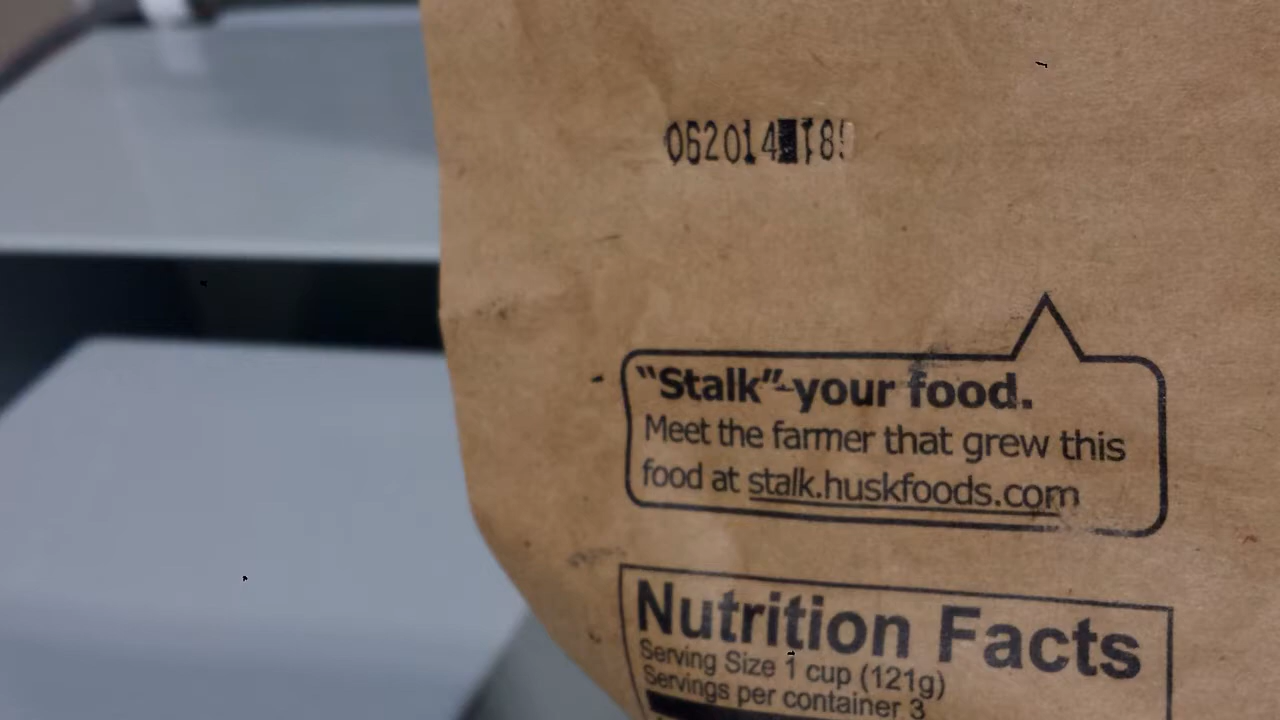 062014
"Stalk" your food.
Meet the farmer that grew this
food at stalk.huskfoods.com
Nutrition Facts
Serving Size 1 cup (121g)
Servings per container 3